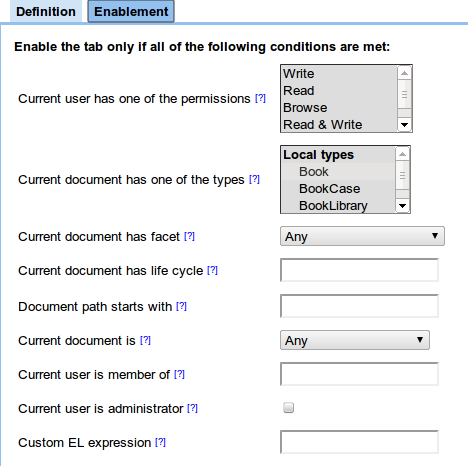 Definition Enablement
Enable the tab only if all of the following conditions are met:
Current user has one of the permissions [?]
Write
Read
Browse
Read & Write
Current document has one of the types [?]
Local types
Book
BookCase
BookLibrary
Current document has facet [?] Any
Current document has life cycle [?]
Document path starts with [?]
Current document is [?] Any
Current user is member of [?]
Current user is administrator [?]
Custom EL expression [?]